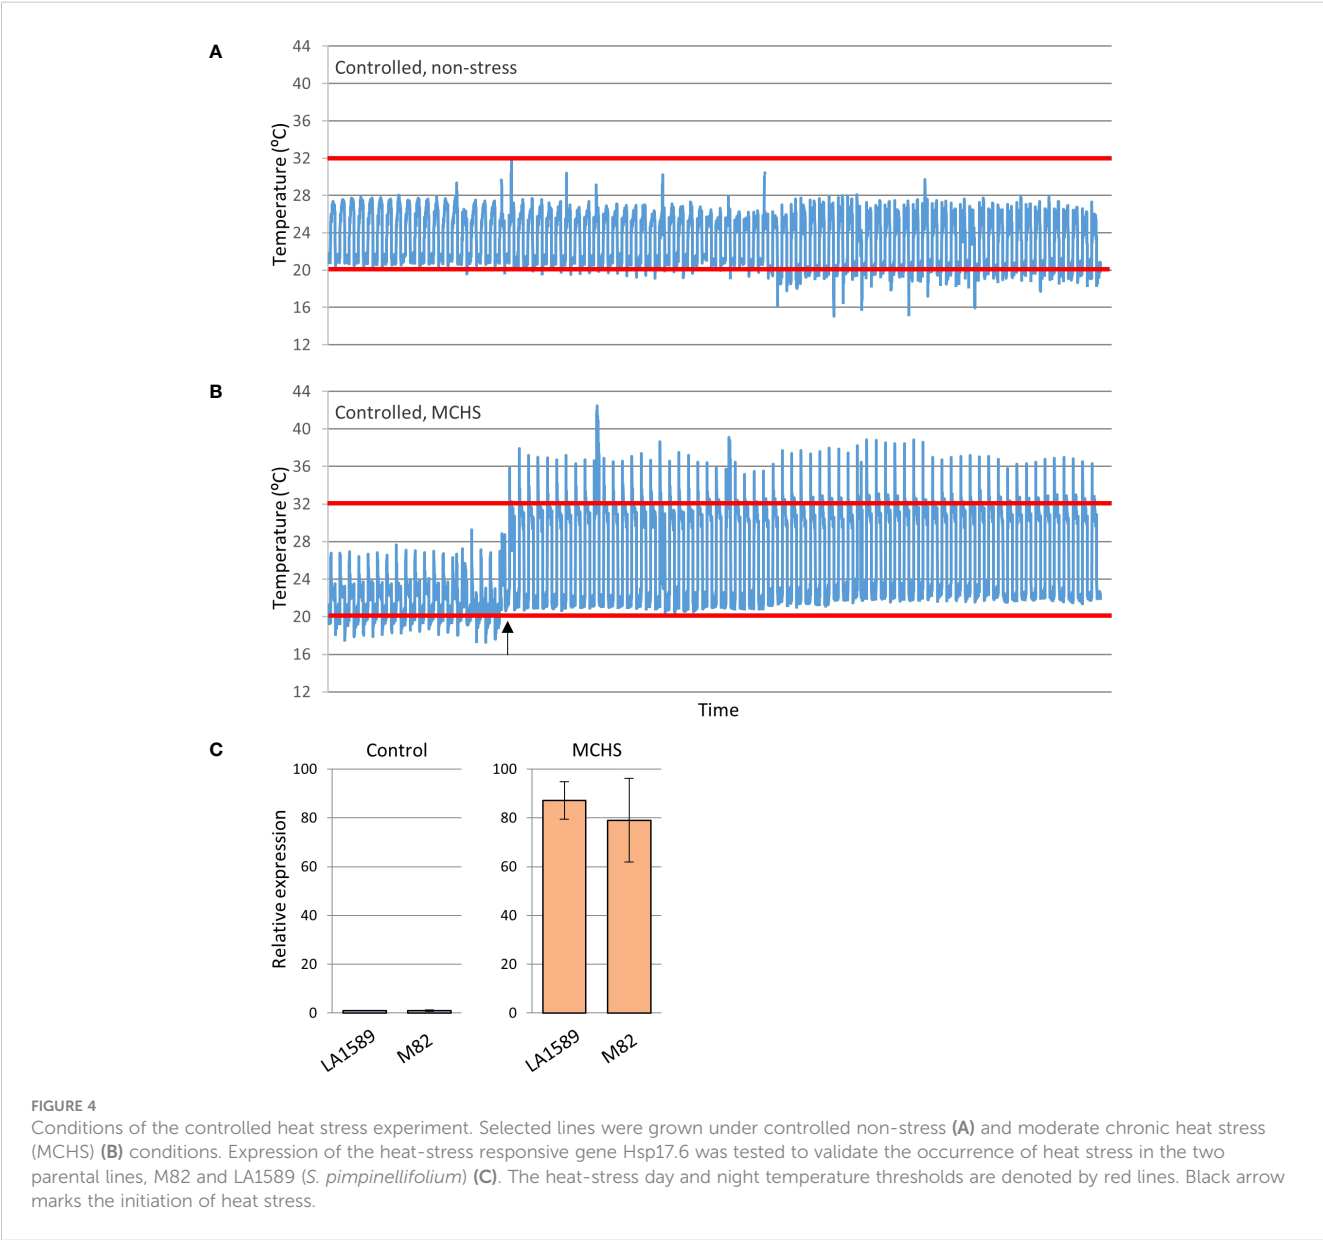 A
44
40
36
32
28
24
20
16
12
Temperature (⁰C)
Controlled, non-stress
B
44
40
36
32
28
24
20
16
12
Temperature (⁰C)
Controlled, MCHS
Time
C
Control
MCHS
100
80
60
40
20
0
Relative expression
LA1589
M82
100
80
60
40
20
0
LA1589
M82
FIGURE 4
Conditions of the controlled heat stress experiment. Selected lines were grown under controlled non-stress (A) and moderate chronic heat stress
(MCHS) (B) conditions. Expression of the heat-stress responsive gene Hsp17.6 was tested to validate the occurrence of heat stress in the two
parental lines, M82 and LA1589 (S. pimpinellifolium) (C). The heat-stress day and night temperature thresholds are denoted by red lines. Black arrow
marks the initiation of heat stress.